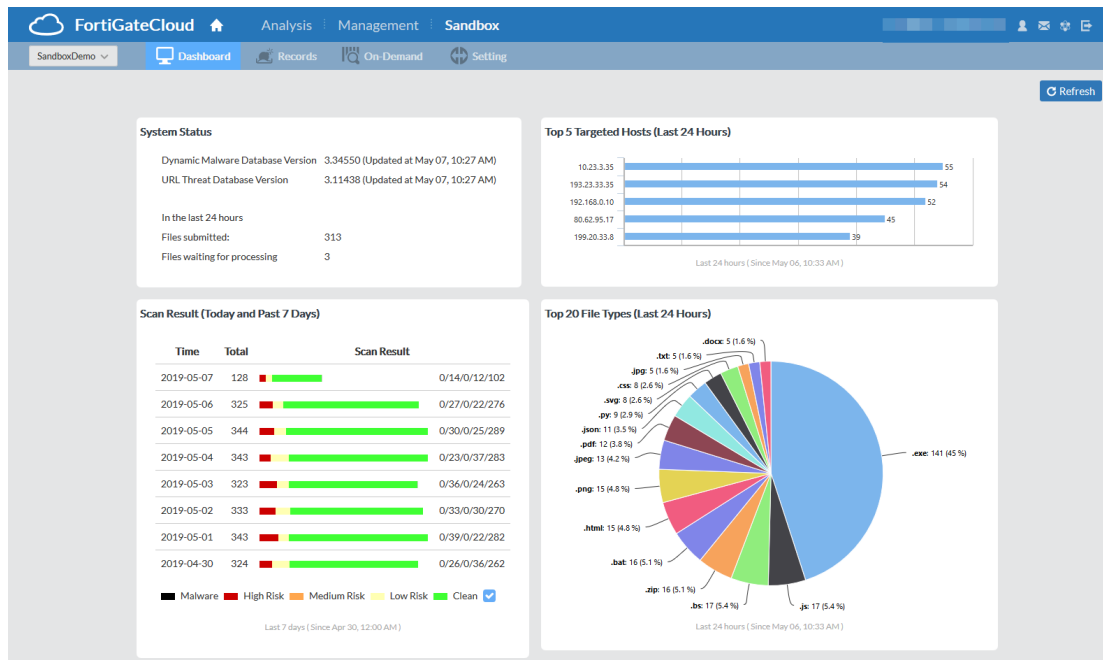 FortiGateCloud Analysis Management Sandbox
SandboxDemo Dashboard Records On-Demand Setting
Refresh
System Status
Dynamic Malware Database Version 3.34550 (Updated at May 07, 10:27 AM)
URL Threat Database Version 3.11438 (Updated at May 07, 10:27 AM)
In the last 24 hours
Files submitted: 313
Files waiting for processing 3
Top 5 Targeted Hosts (Last 24 Hours)
10.23.3.35 55
193.23.33.35 54
192.168.0.10 52
80.62.95.17 45
199.20.33.8 39
Last 24 hours ( Since May 06, 10:33 AM )
Scan Result (Today and Past 7 Days)
Time Total Scan Result
2019-05-07 128 0/14/0/12/102
2019-05-06 325 0/27/0/22/276
2019-05-05 344 0/30/0/25/289
2019-05-04 343 0/23/0/37/283
2019-05-03 323 0/36/0/24/263
2019-05-02 333 0/33/0/30/270
2019-05-01 343 0/39/0/22/282
2019-04-30 324 0/26/0/36/262
Malware High Risk Medium Risk Low Risk Clean
Last 7 days ( Since Apr 30, 12:00 AM )
Top 20 File Types (Last 24 Hours)
.docx: 5 (1.6 %)
.txt: 5 (1.6 %)
.jpg: 5 (1.6 %)
.css: 8 (2.6 %)
.svg: 8 (2.6 %)
.py: 9 (2.9 %)
.json: 11 (3.5 %)
.pdf: 12 (3.8 %)
.jpeg: 13 (4.2 %)
.png: 15 (4.8 %)
.html: 15 (4.8 %)
.bat: 16 (5.1 %)
.zip: 16 (5.1 %)
.bs: 17 (5.4 %)
.js: 17 (5.4 %)
.exe: 141 (45 %)
Last 24 hours ( Since May 06, 10:33 AM )